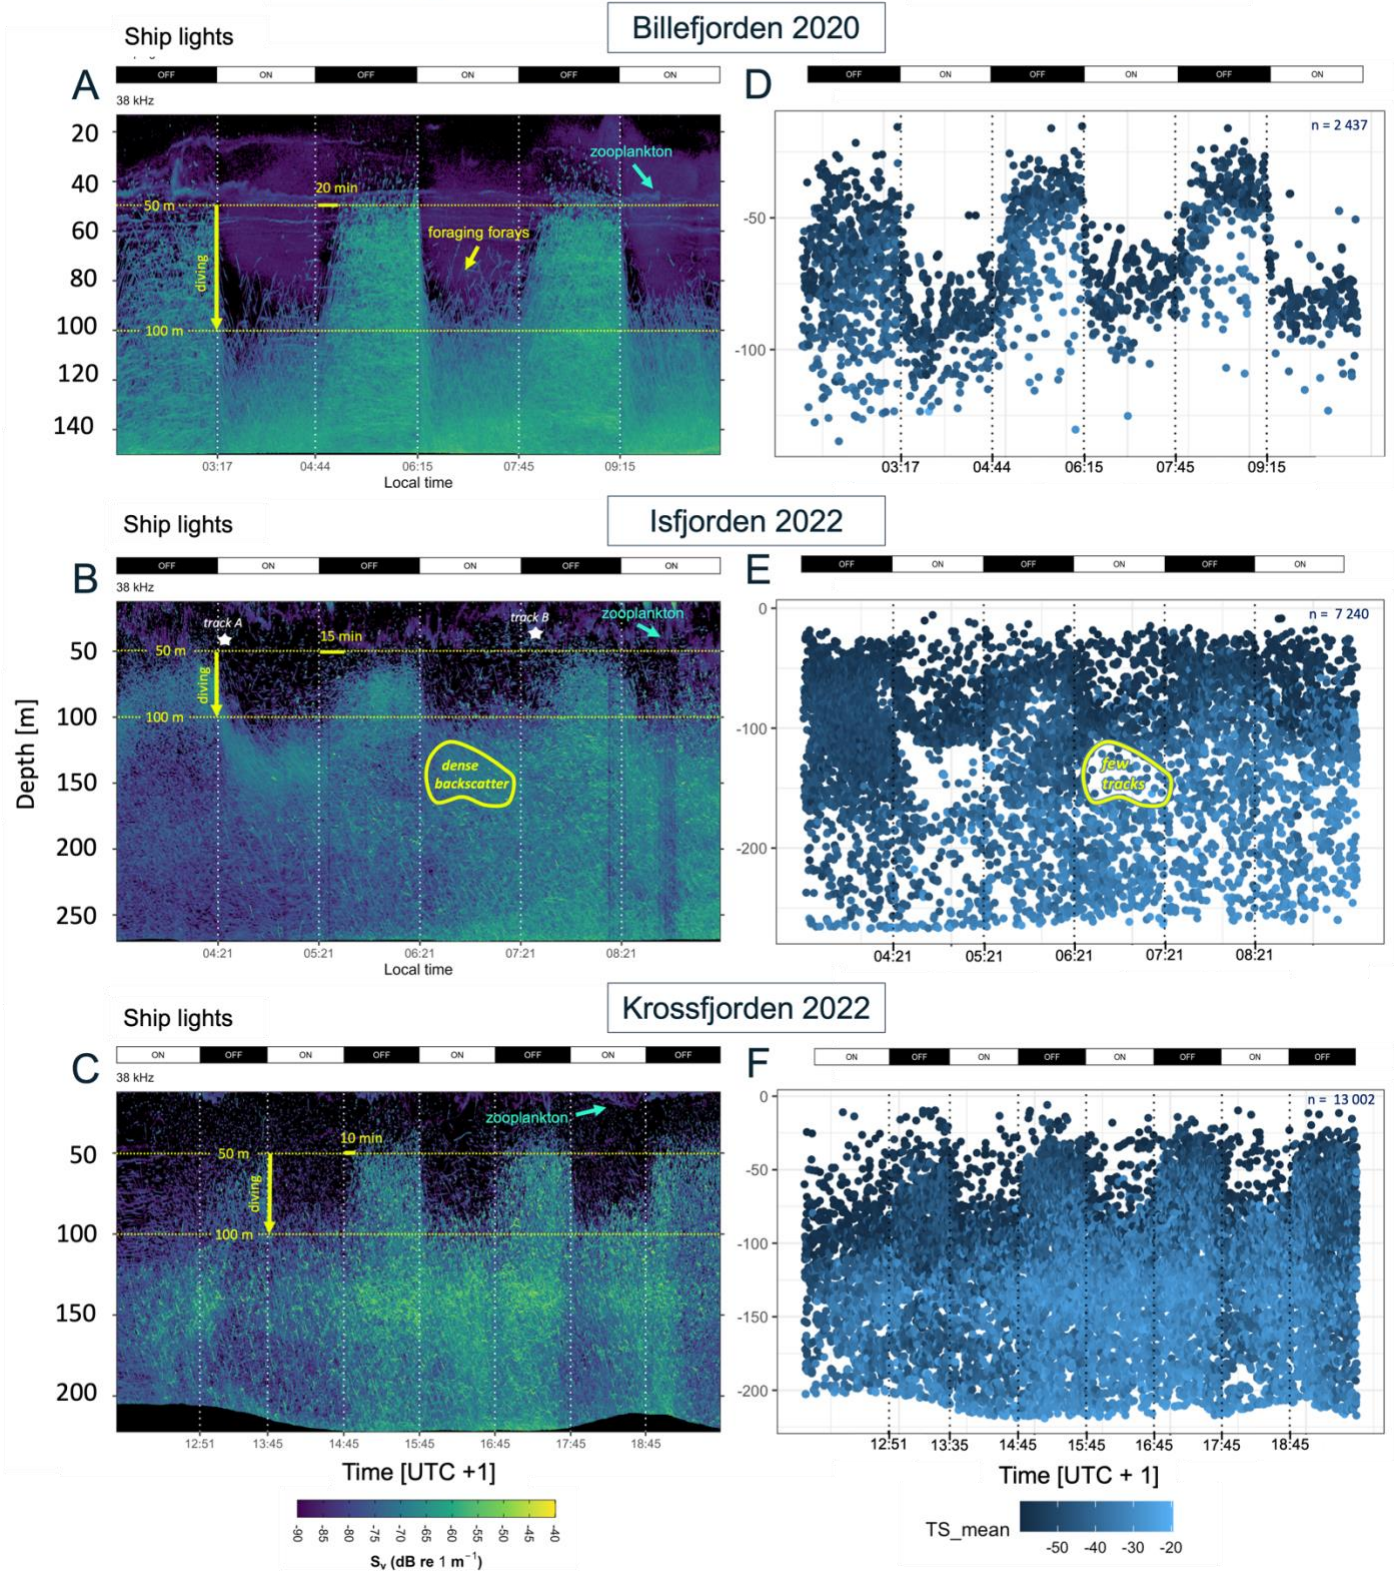 Billefjorden 2020
Ship lights
A
OFF ON OFF ON OFF ON
38 kHz
20
40
60
80
100
120
140
50 m
20 min
zooplankton
foraging forays
diving
100 m
03:17 04:44 06:15 07:45 09:15
Local time
D
OFF ON OFF ON OFF ON
n = 2 437
-50
-100
03:17 04:44 06:15 07:45 09:15
Isfjorden 2022
Ship lights
B
OFF ON OFF ON OFF ON
38 kHz
Depth [m]
50
100
150
200
250
track A
track B
zooplankton
15 min
50 m
diving
100 m
dense
backscatter
04:21 05:21 06:21 07:21 08:21
Local time
E
OFF ON OFF ON OFF ON
n = 7 240
0
-100
-200
few
tracks
04:21 05:21 06:21 07:21 08:21
Krossfjorden 2022
Ship lights
C
ON OFF ON OFF ON OFF ON OFF
38 kHz
50
100
150
200
zooplankton
10 min
50 m
diving
100 m
12:51 13:45 14:45 15:45 16:45 17:45 18:45
Time [UTC +1]
-90 -85 -80 -75 -70 -65 -60 -55 -50 45 40
Sᵥ (dB re 1 m⁻¹)
F
ON OFF ON OFF ON OFF ON OFF
n = 13 002
0
-50
-100
-150
-200
12:51 13:35 14:45 15:45 16:45 17:45 18:45
Time [UTC + 1]
TS_mean
-50 -40 -30 -20